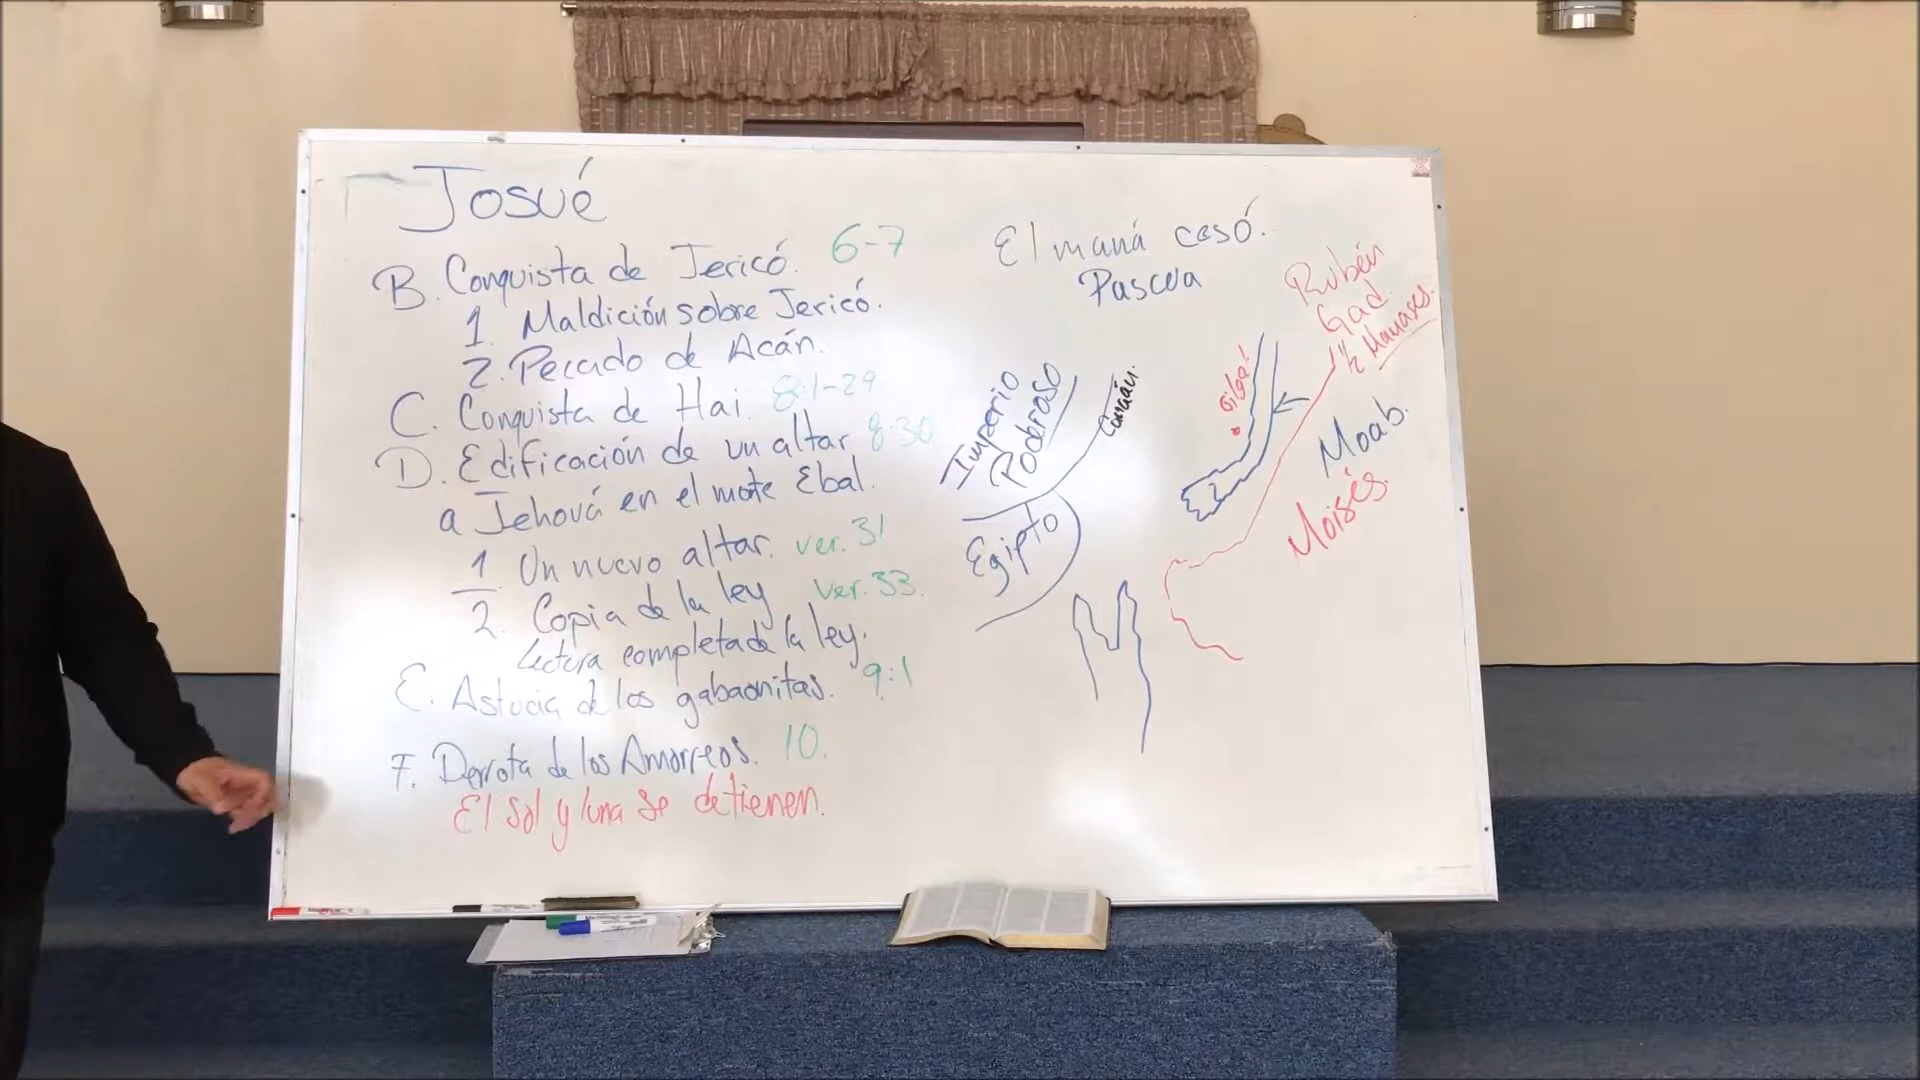 Josué
B. Conquista de Jericó. 6-7
1. Maldición sobre Jericó.
2. Pecado de Acán.
C. Conquista de Hai. 8:1-29
D. Edificación de un altar 8:30
a Jehová en el monte Ebal.
1 Un nuevo altar. ver. 31
2. Copia de la ley ver. 33.
Lectura completa de la ley.
E. Astucia de los gabaonitas. 9:1
F. Derrota de los Amorreos. 10.
El sol y luna se detienen.
El maná cesó.
Pascua
Rubén
Gad.
½ Manases.
Gilgal
Imperio
Poderoso
Canaán.
Egipto
Moab.
Moisés.